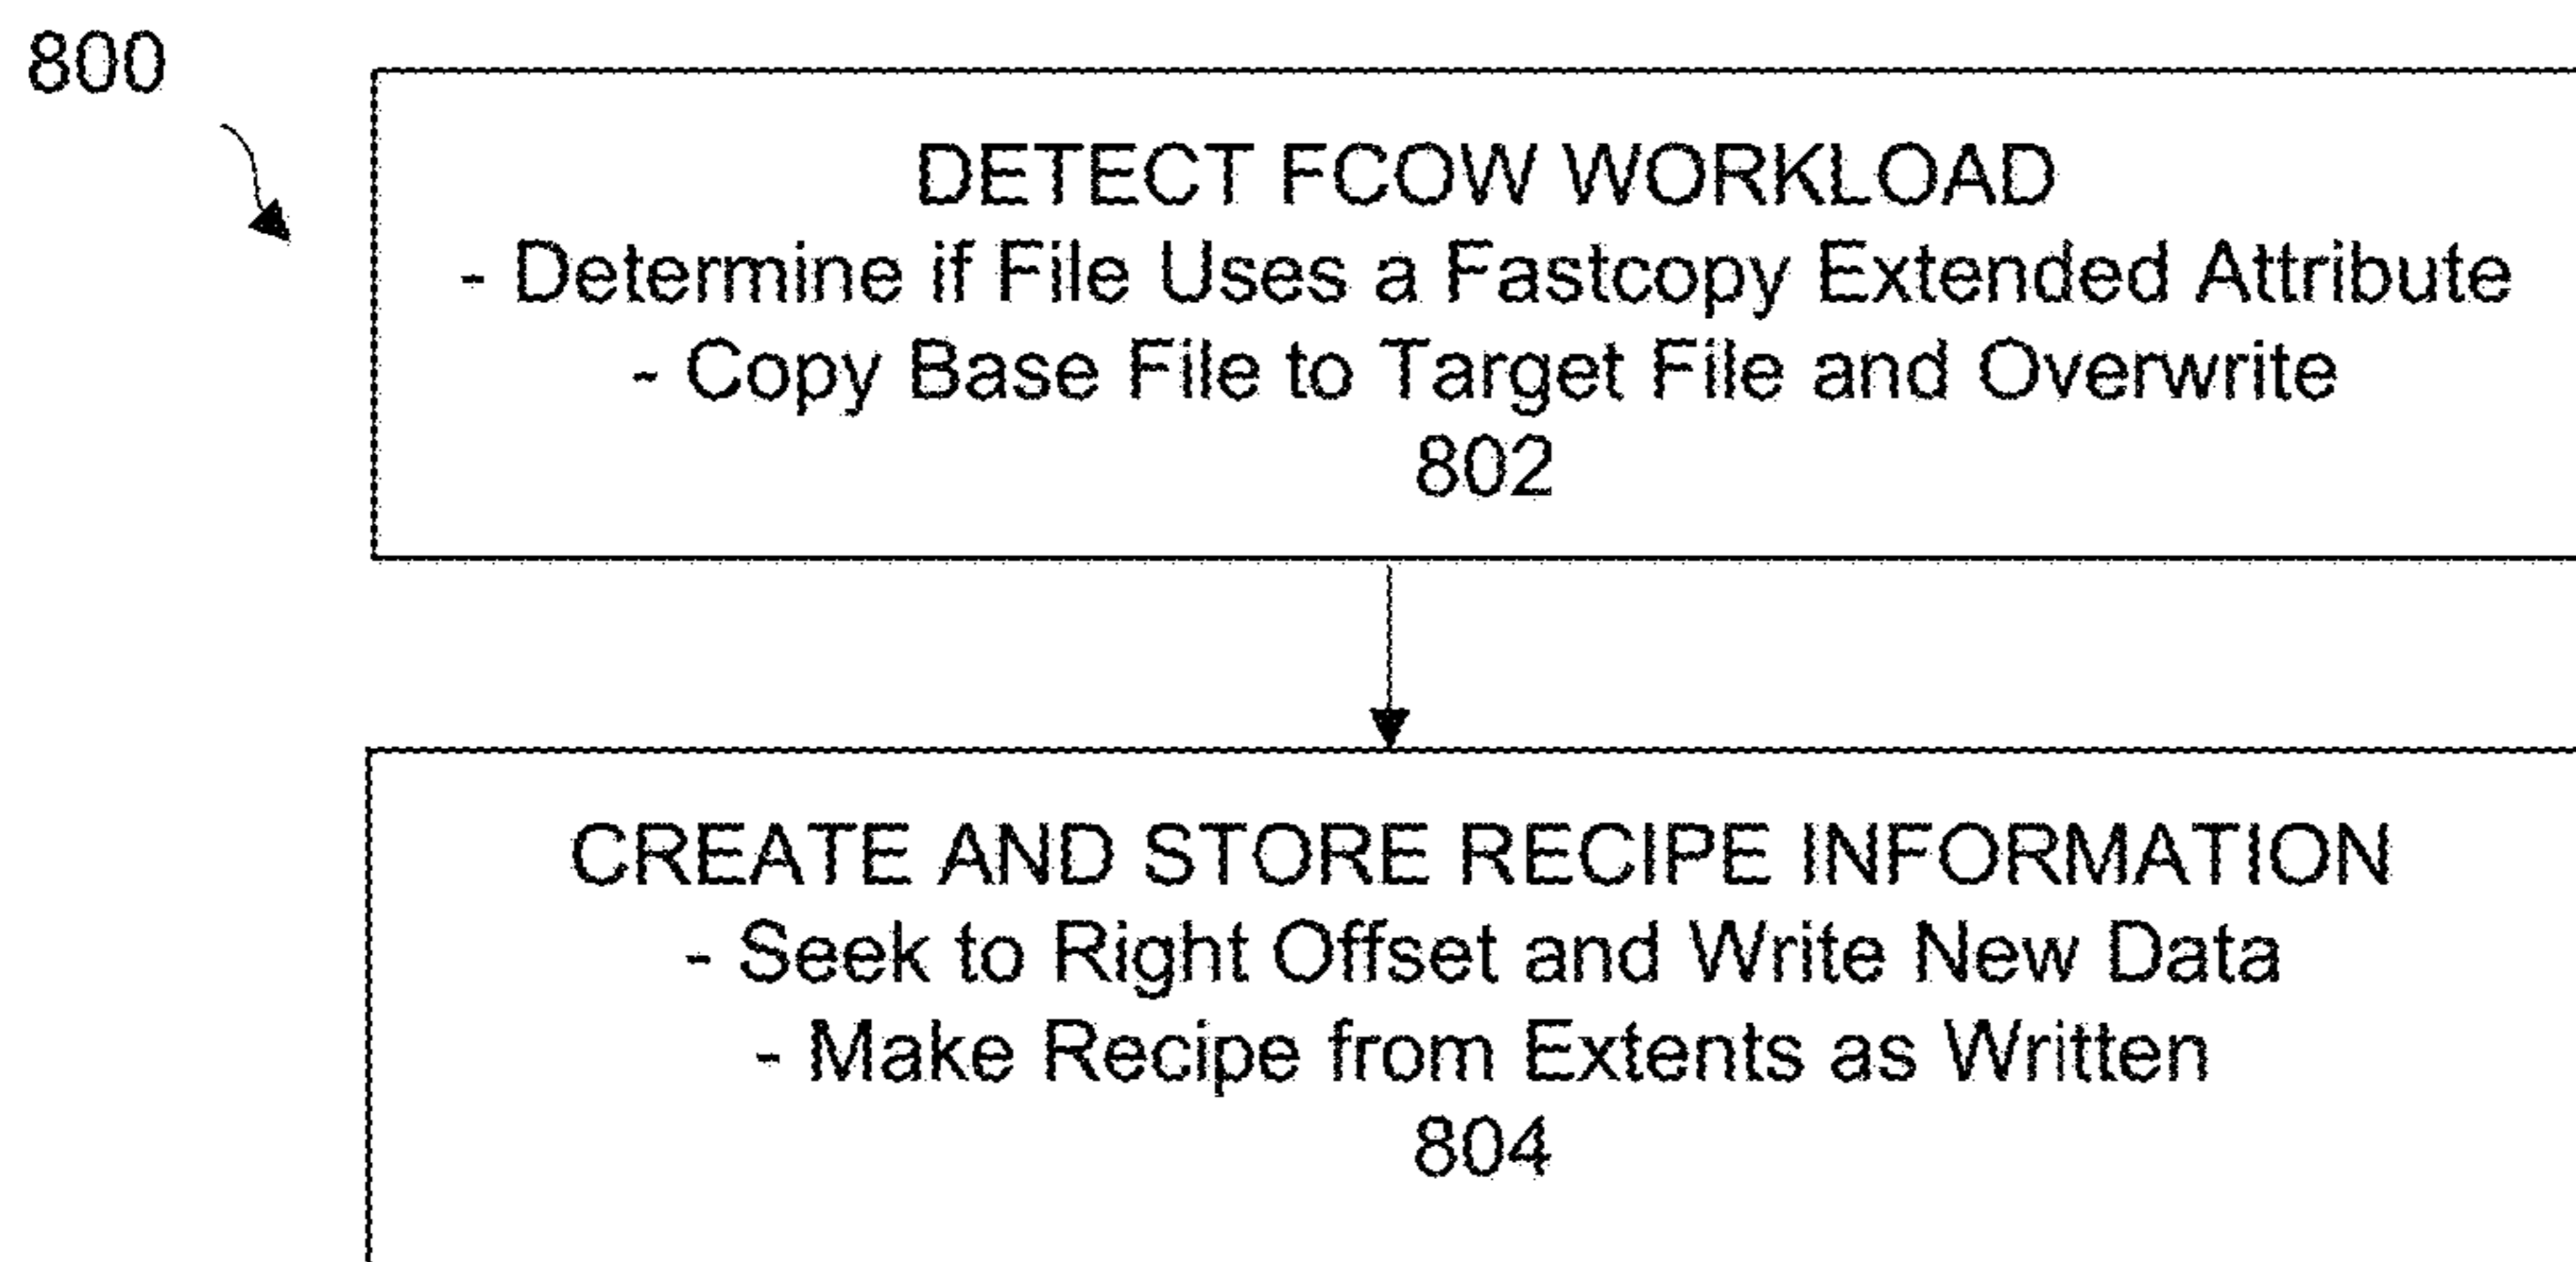 800
DETECT FCOW WORKLOAD
- Determine if File Uses a Fastcopy Extended Attribute
- Copy Base File to Target File and Overwrite
802
CREATE AND STORE RECIPE INFORMATION
- Seek to Right Offset and Write New Data
- Make Recipe from Extents as Written
804